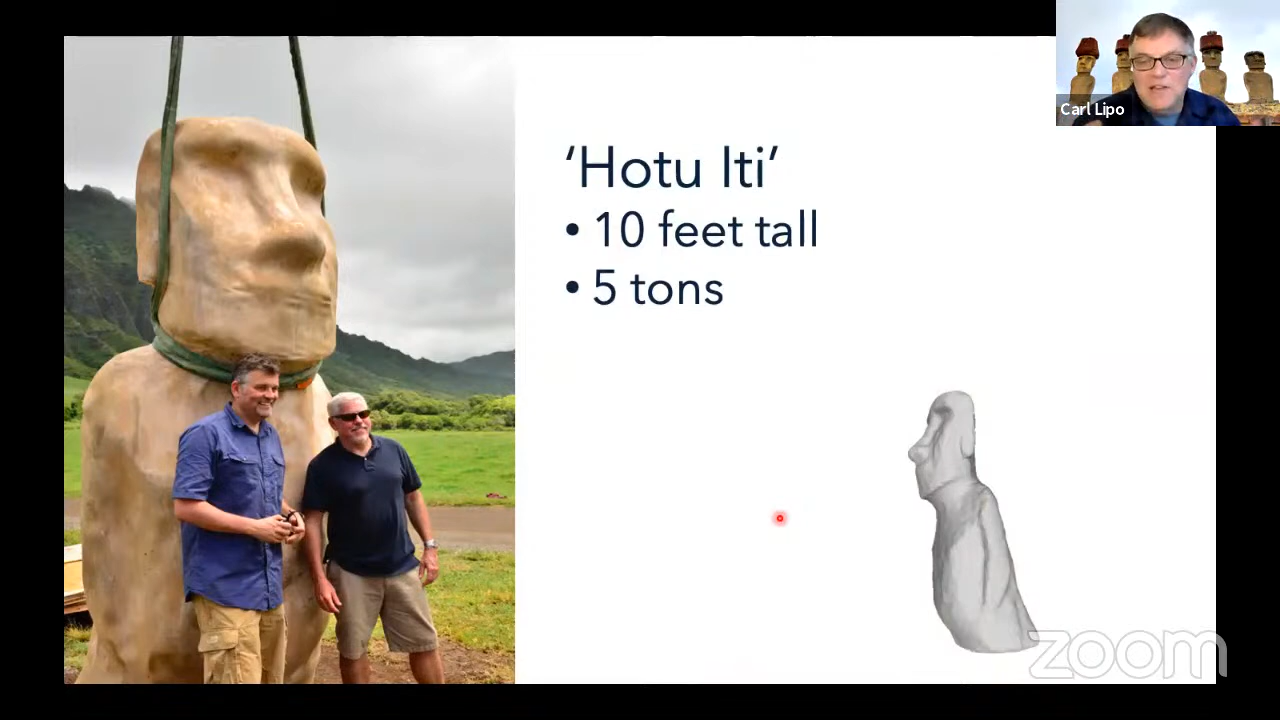 Carl Lipo
‘Hotu Iti’
• 10 feet tall
• 5 tons
zoom